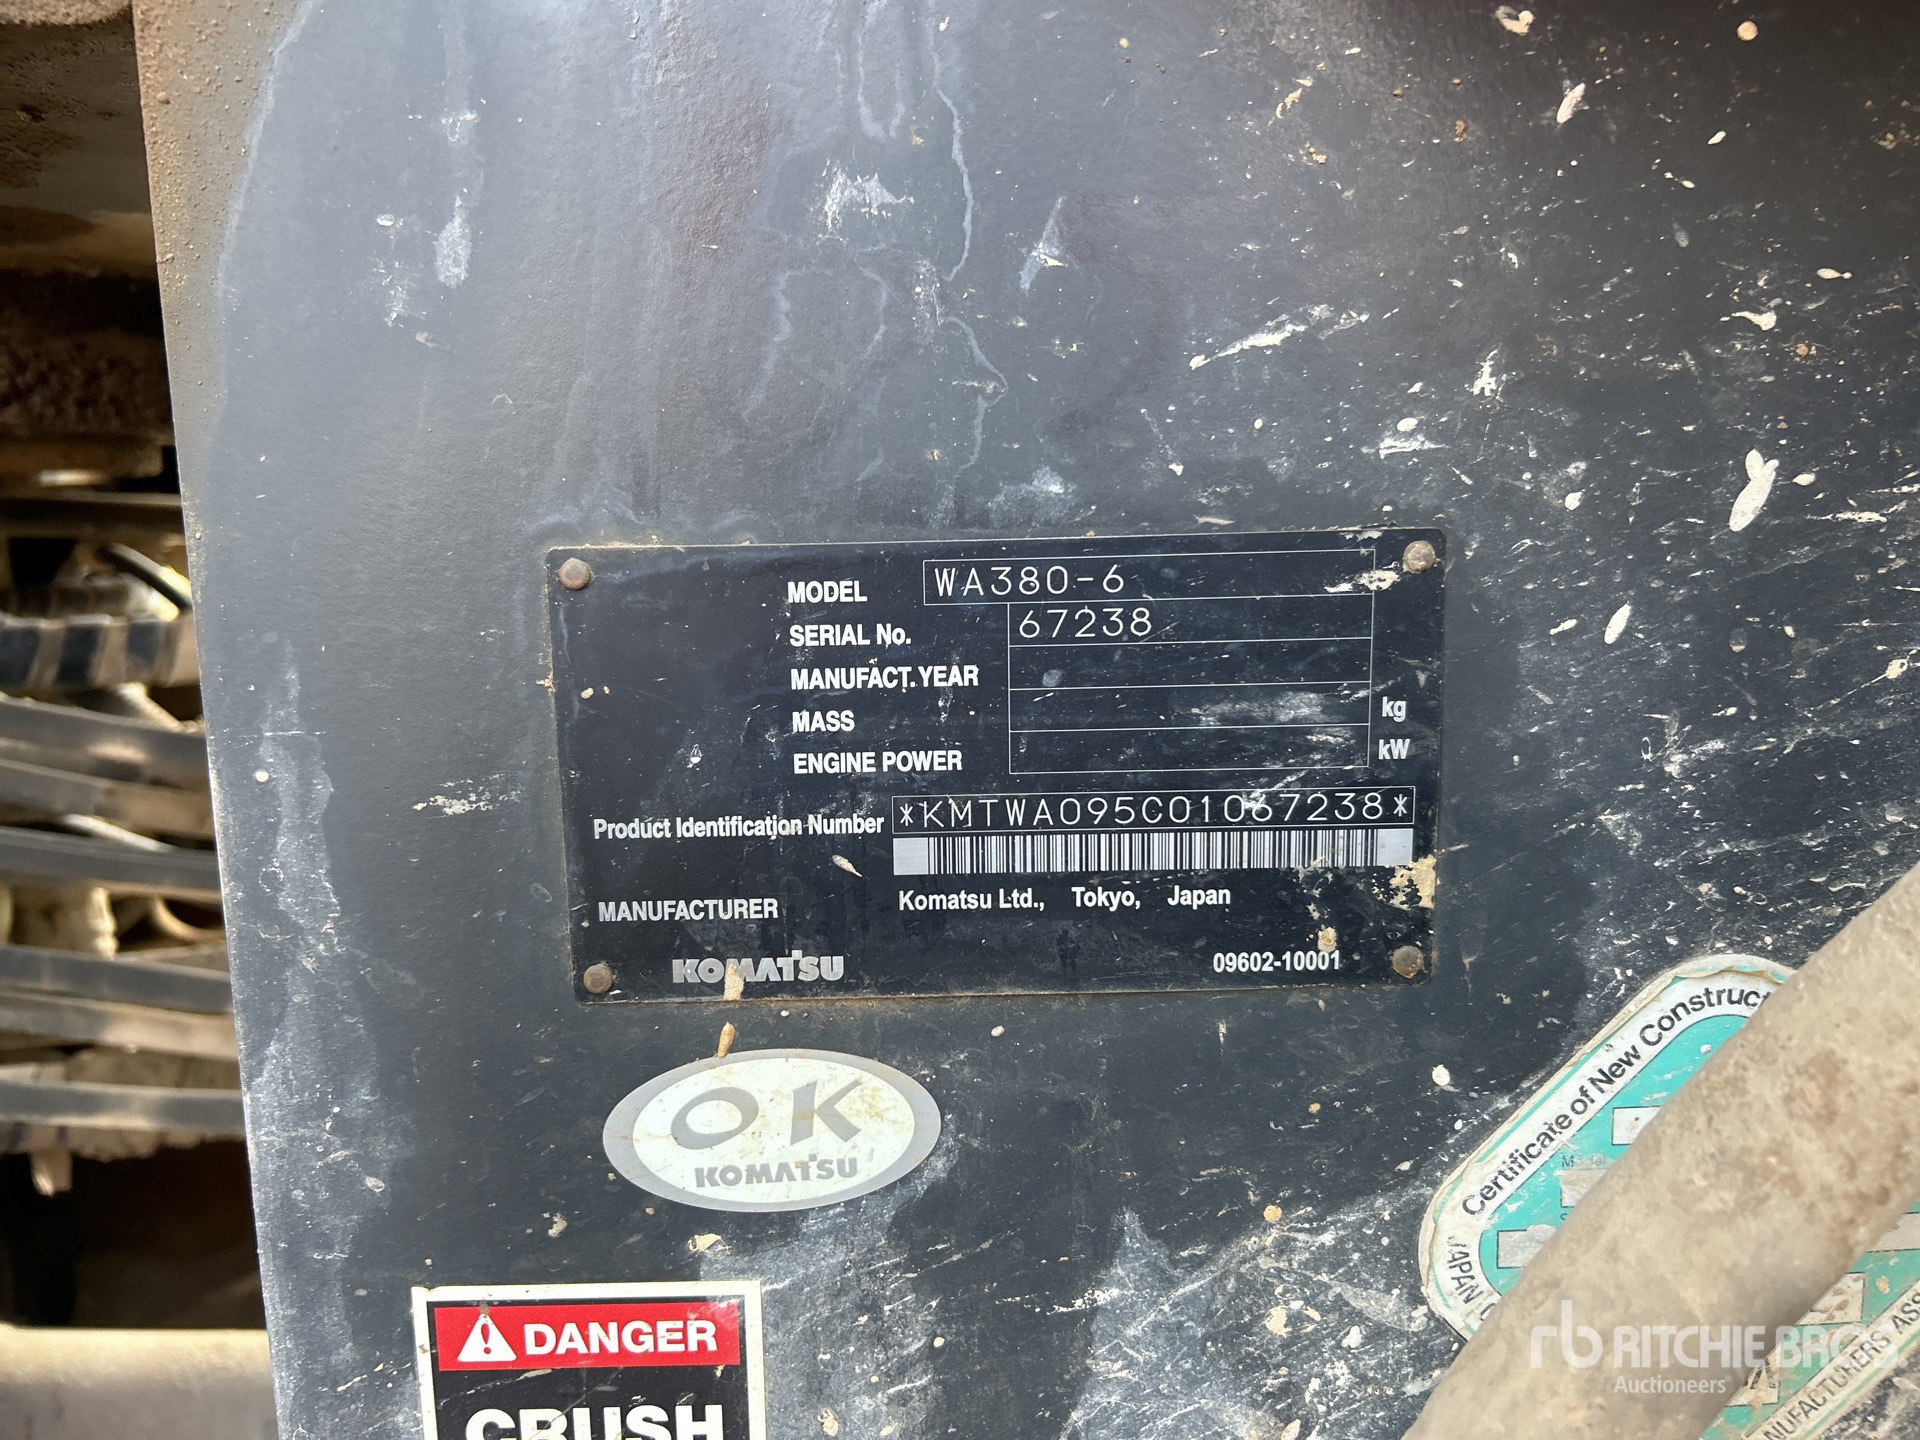 MODEL WA380-6
SERIAL No. 67238
MANUFACT. YEAR
MASS kg
ENGINE POWER kW
Product Identification Number *KMTWA095C01067238*
MANUFACTURER Komatsu Ltd., Tokyo, Japan
KOMATSU 09602-10001
OK
KOMATSU
Certificate of New
JAPAN
DANGER
CRUSH
rb RITCHIE BROS.
Auctioneers